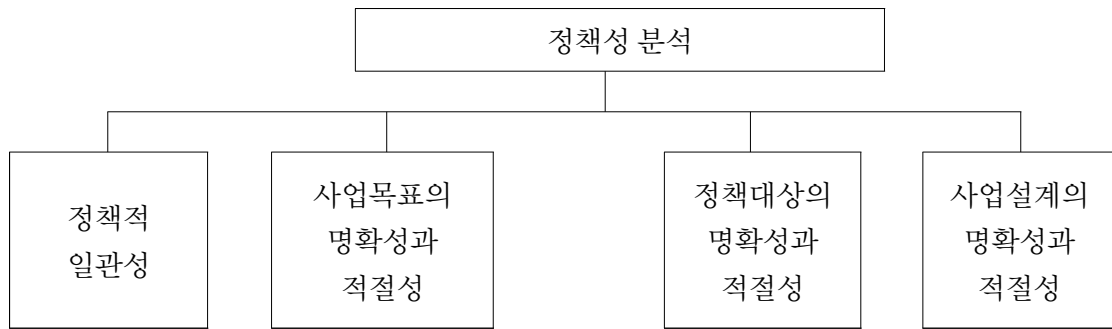 정책성 분석
정책적
일관성
사업목표의
명확성과
적절성
정책대상의
명확성과
적절성
사업설계의
명확성과
적절성